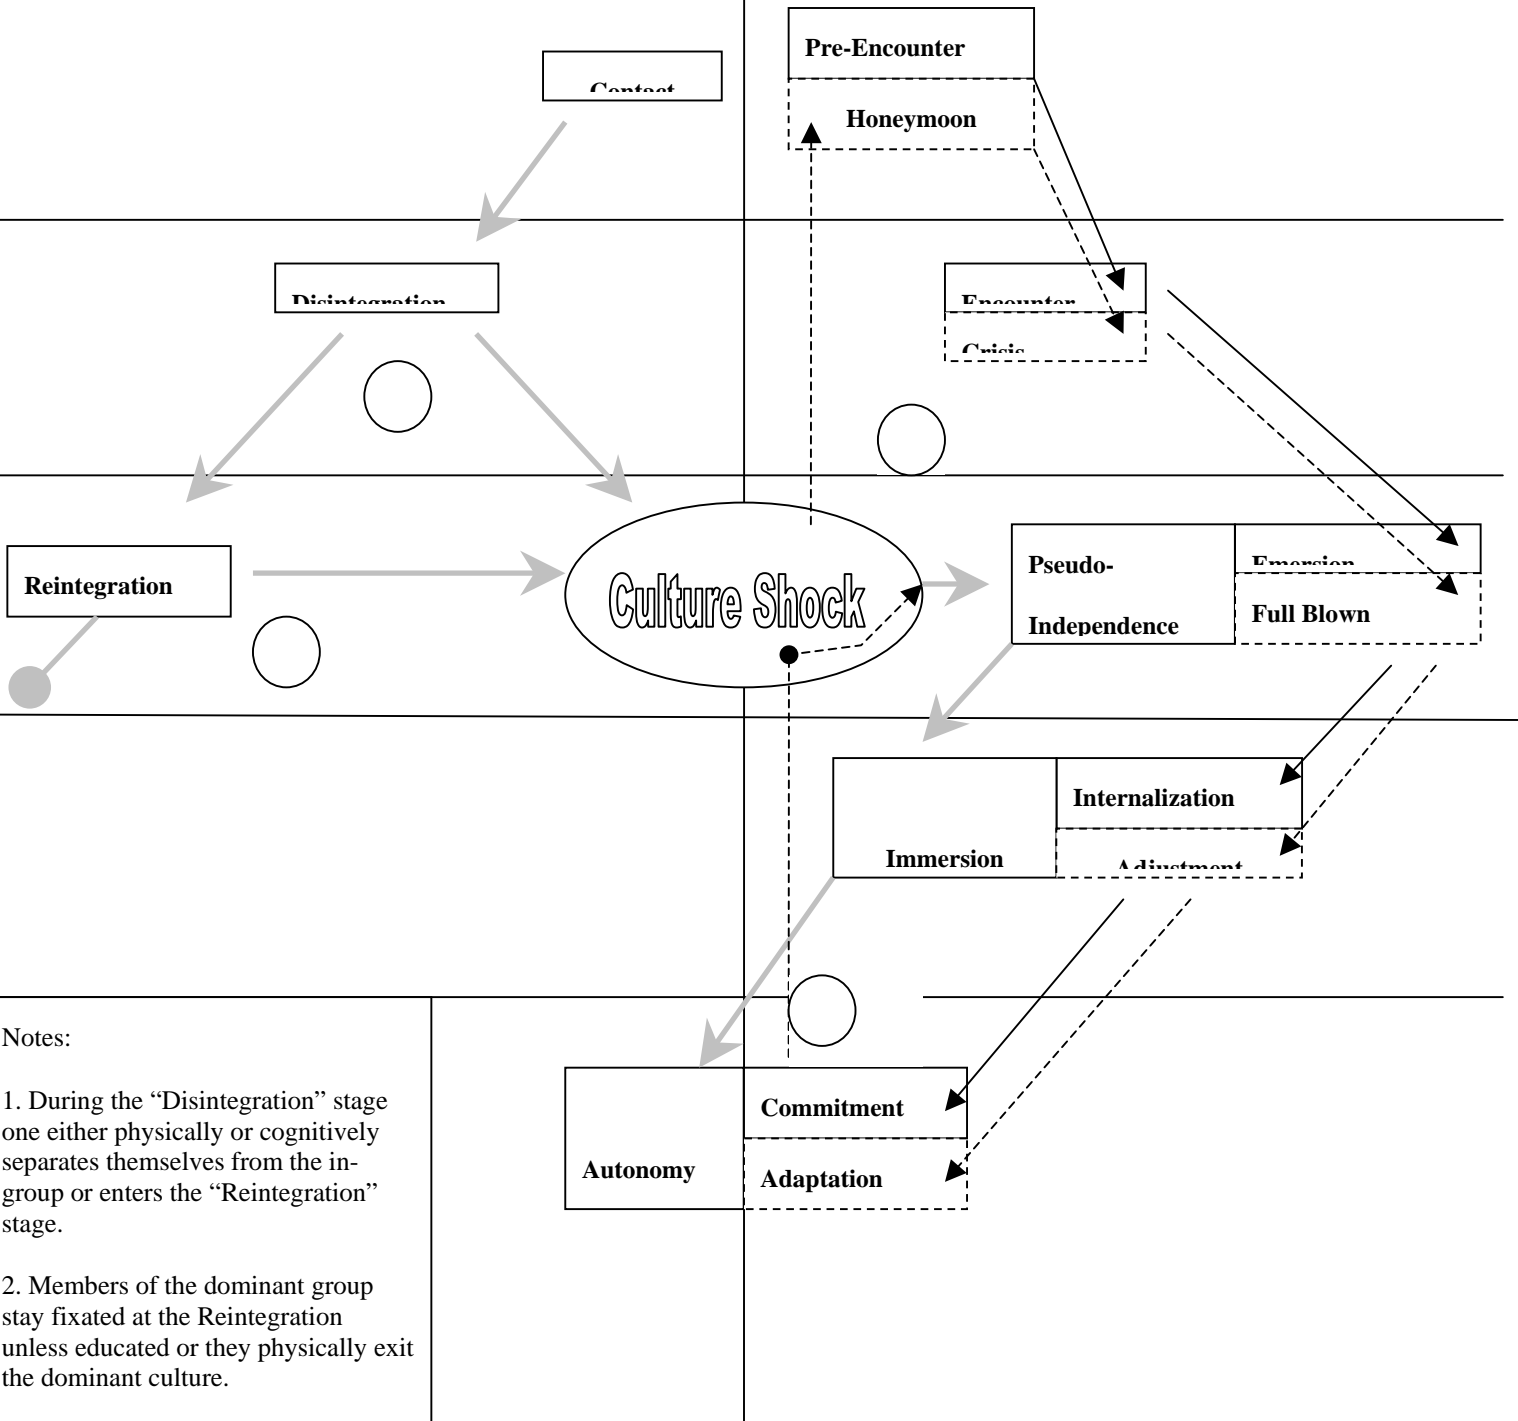 Pre-Encounter
Contact
Honeymoon
Disintegration
Encounter
Crisis
Pseudo-
Independence
Emersion
Full Blown
Reintegration
Culture Shock
Internalization
Immersion
Adjustment
Commitment
Autonomy
Adaptation
Notes:
1. During the “Disintegration” stage
one either physically or cognitively
separates themselves from the in-
group or enters the “Reintegration”
stage.
2. Members of the dominant group
stay fixated at the Reintegration
unless educated or they physically exit
the dominant culture.